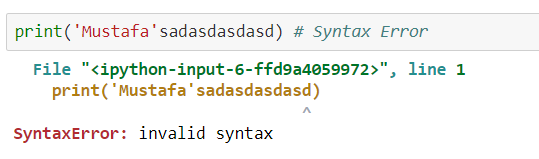 print('Mustafa'sadasdasdasd) # Syntax Error
File "<ipython-input-6-ffd9a4059972>", line 1
print('Mustafa'sadasdasdasd)
^
SyntaxError: invalid syntax